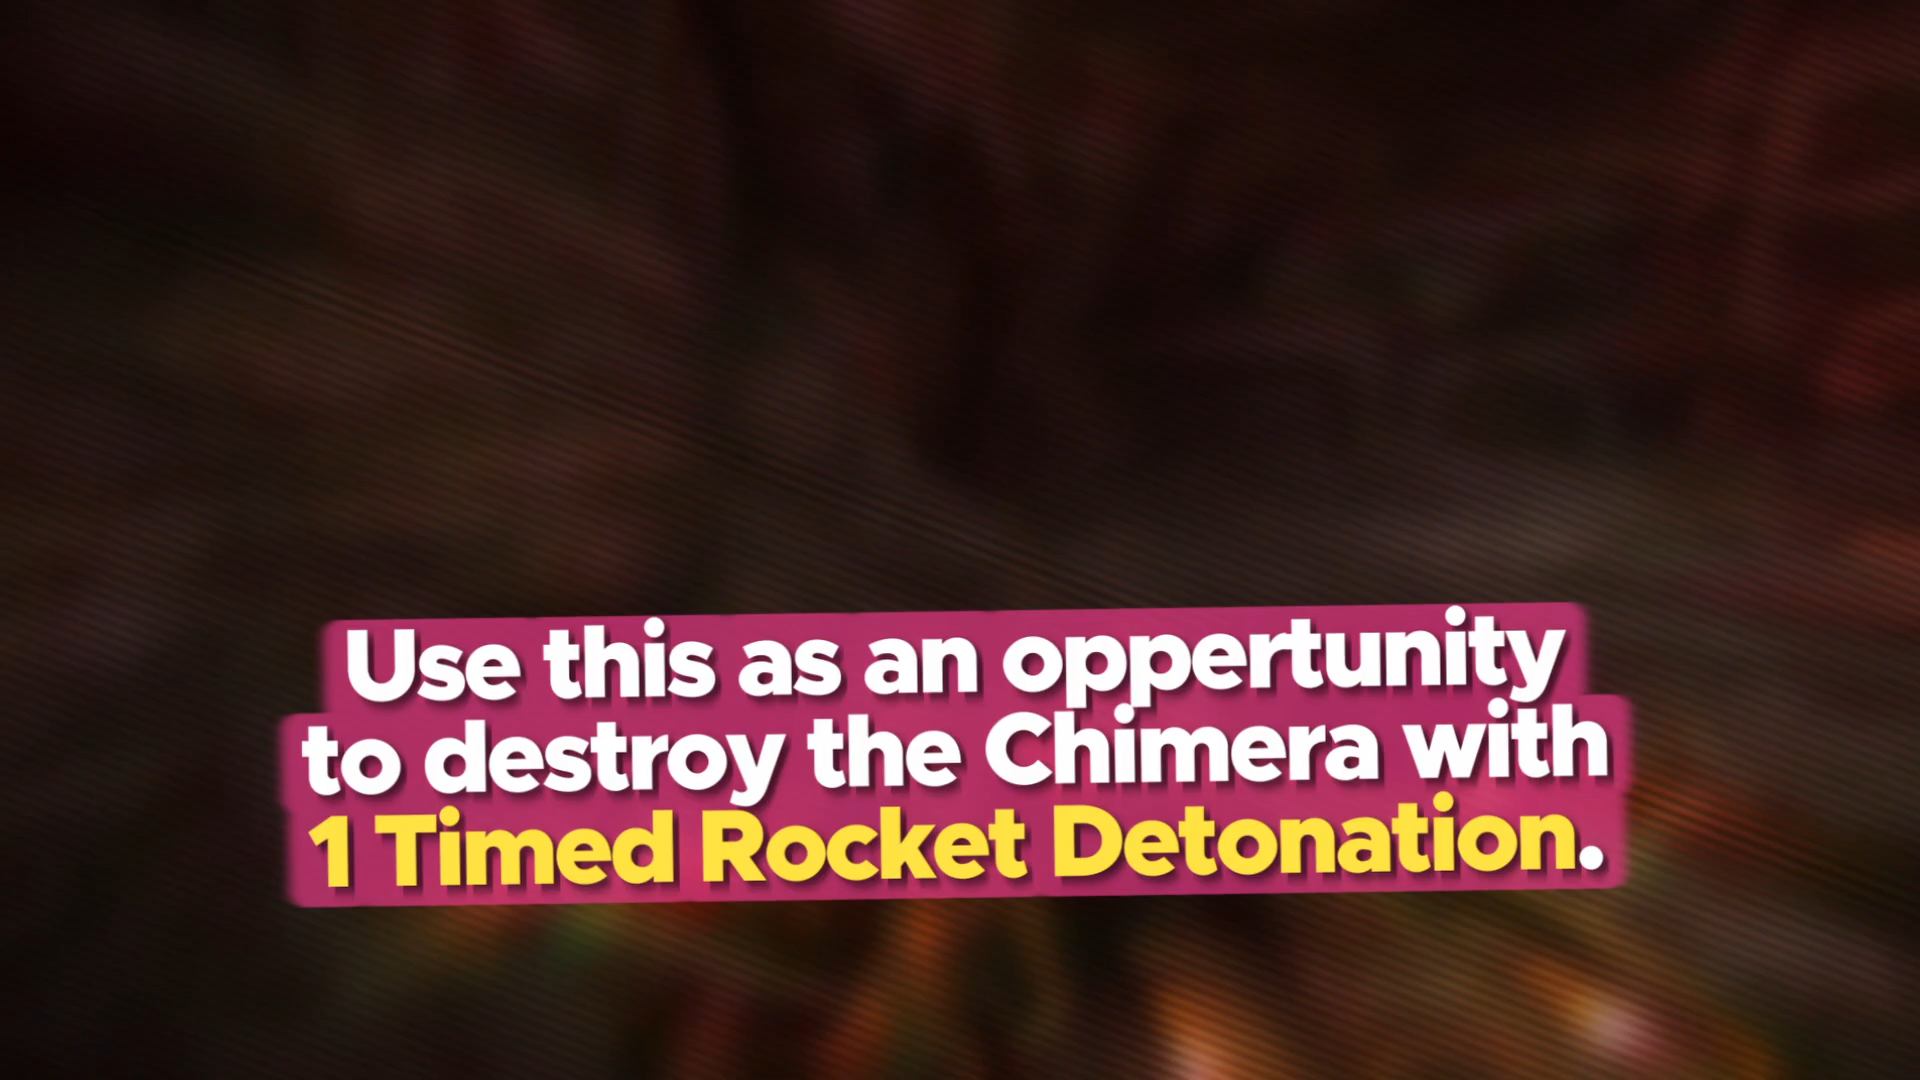 Use this as an oppertunity
to destroy the Chimera with
1 Timed Rocket Detonation.